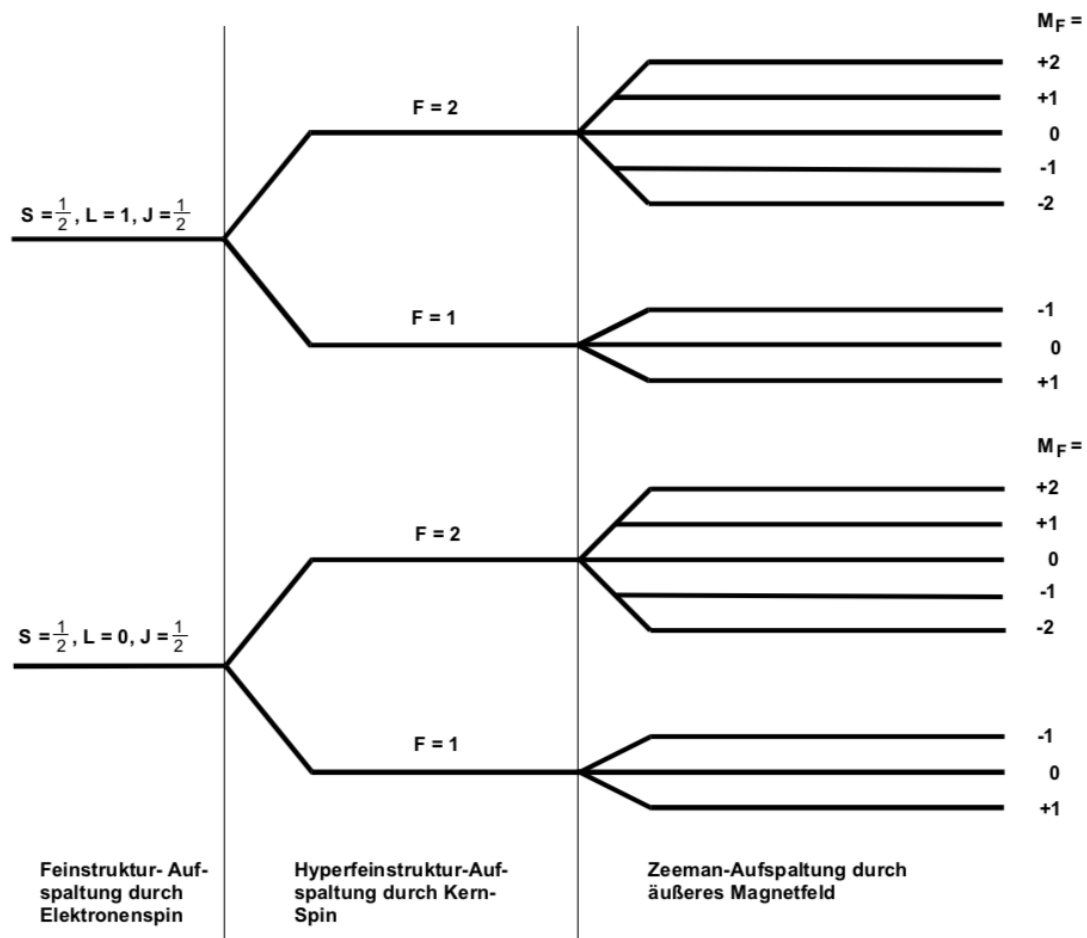 M_F =
+2
+1
F = 2
0
-1
S = 1/2, L = 1, J = 1/2
-2
-1
F = 1
0
+1
M_F =
+2
+1
F = 2
0
-1
S = 1/2, L = 0, J = 1/2
-2
-1
F = 1
0
+1
Feinstruktur- Auf-
spaltung durch
Elektronenspin
Hyperfeinstruktur-Auf-
spaltung durch Kern-
Spin
Zeeman-Aufspaltung durch
äußeres Magnetfeld